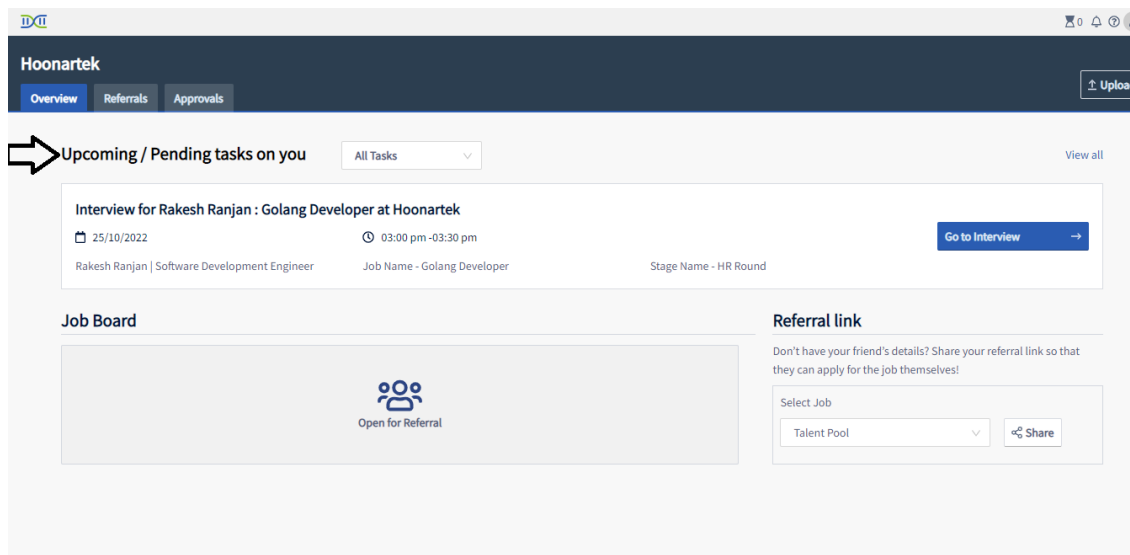 0
Hoonartek
Overview Referrals Approvals
Uploa
Upcoming / Pending tasks on you All Tasks View all
Interview for Rakesh Ranjan : Golang Developer at Hoonartek
25/10/2022 03:00 pm -03:30 pm Go to Interview
Rakesh Ranjan | Software Development Engineer Job Name - Golang Developer Stage Name - HR Round
Job Board
Open for Referral
Referral link
Don't have your friend's details? Share your referral link so that
they can apply for the job themselves!
Select Job
Talent Pool Share